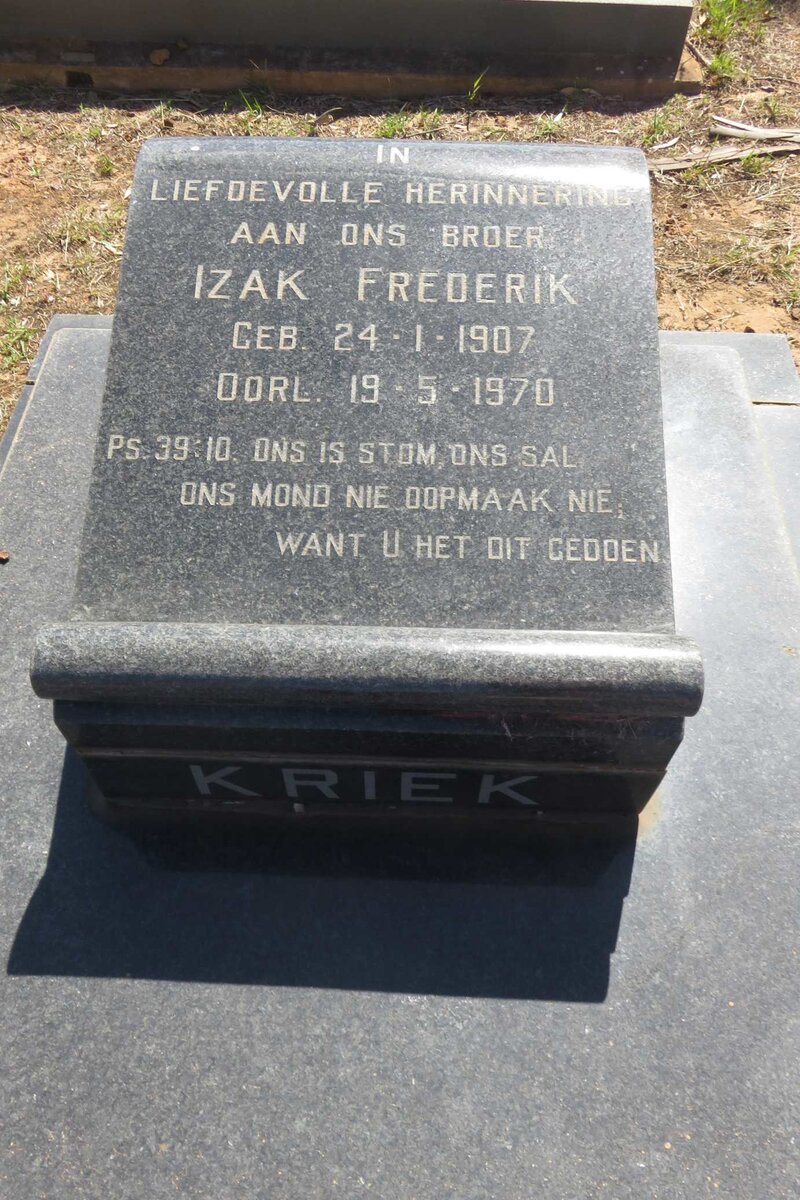 IN
LIEFDEVOLLE HERINNERING
AAN ONS BROER
IZAK FREDERIK
GEB. 24-1-1907
OORL. 19-5-1970
PS. 39:10. ONS IS STOM, ONS SAL
ONS MOND NIE OOPMAAK NIE;
WANT U HET DIT GEDOEN
KRIEK